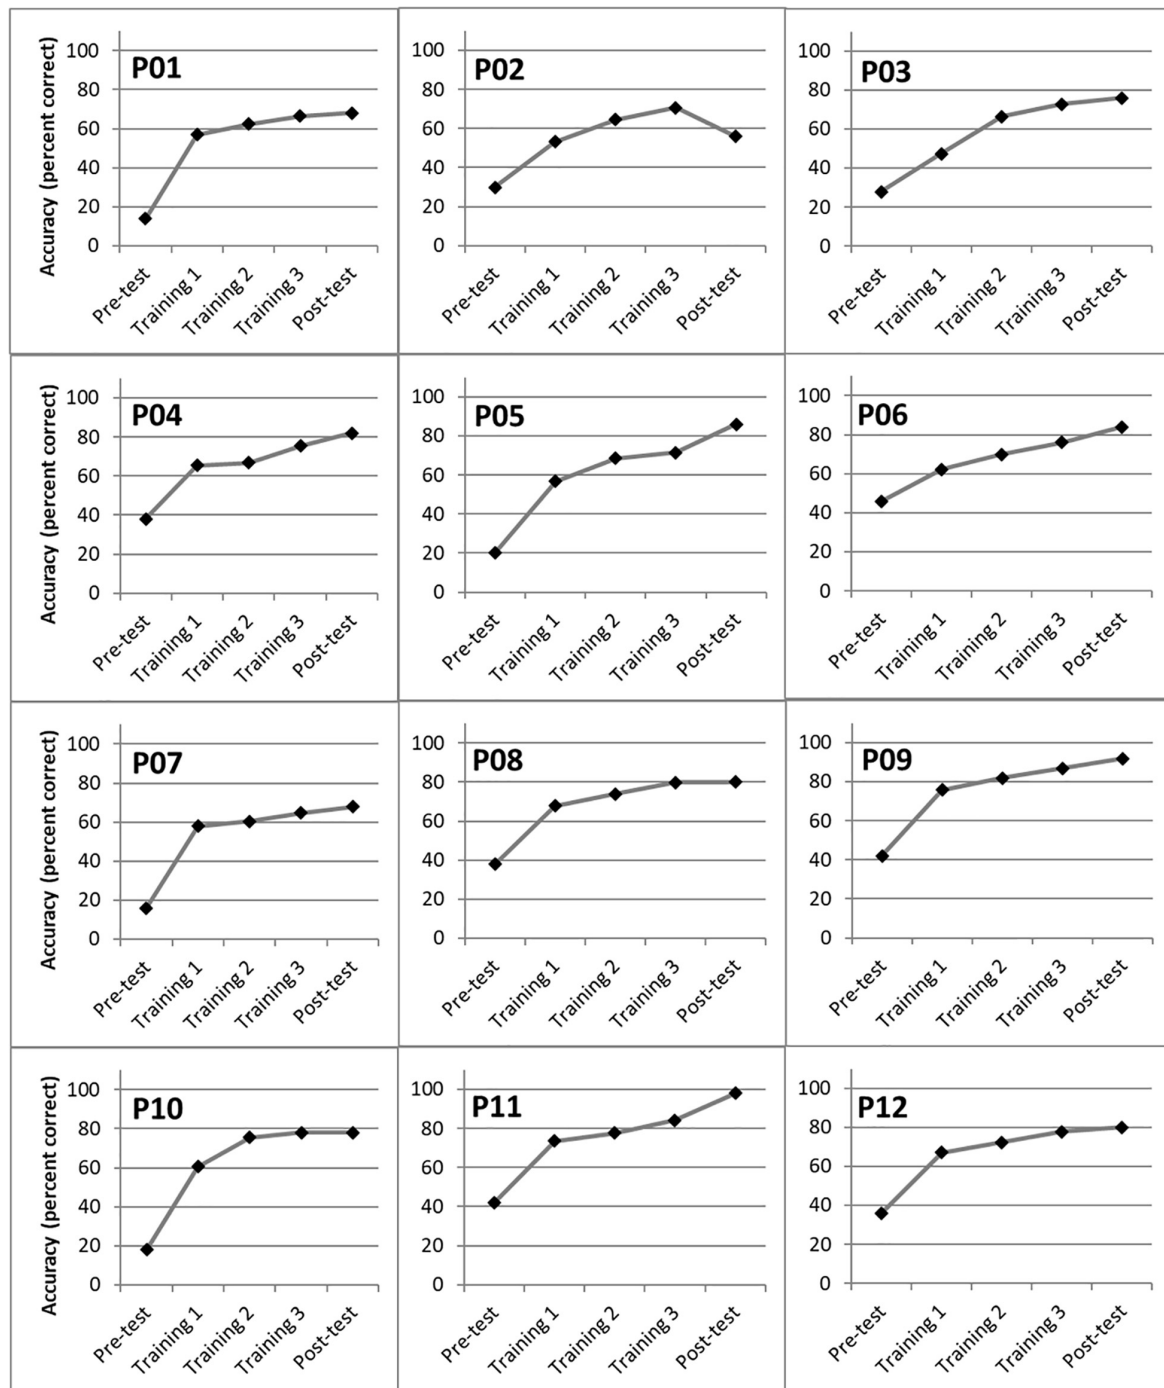 Accuracy (percent correct)
P01
100
80
60
40
20
0
Pre-test
Training 1
Training 2
Training 3
Post-test
P02
100
80
60
40
20
0
Pre-test
Training 1
Training 2
Training 3
Post-test
P03
100
80
60
40
20
0
Pre-test
Training 1
Training 2
Training 3
Post-test
Accuracy (percent correct)
P04
100
80
60
40
20
0
Pre-test
Training 1
Training 2
Training 3
Post-test
P05
100
80
60
40
20
0
Pre-test
Training 1
Training 2
Training 3
Post-test
P06
100
80
60
40
20
0
Pre-test
Training 1
Training 2
Training 3
Post-test
Accuracy (percent correct)
P07
100
80
60
40
20
0
Pre-test
Training 1
Training 2
Training 3
Post-test
P08
100
80
60
40
20
0
Pre-test
Training 1
Training 2
Training 3
Post-test
P09
100
80
60
40
20
0
Pre-test
Training 1
Training 2
Training 3
Post-test
Accuracy (percent correct)
P10
100
80
60
40
20
0
Pre-test
Training 1
Training 2
Training 3
Post-test
P11
100
80
60
40
20
0
Pre-test
Training 1
Training 2
Training 3
Post-test
P12
100
80
60
40
20
0
Pre-test
Training 1
Training 2
Training 3
Post-test